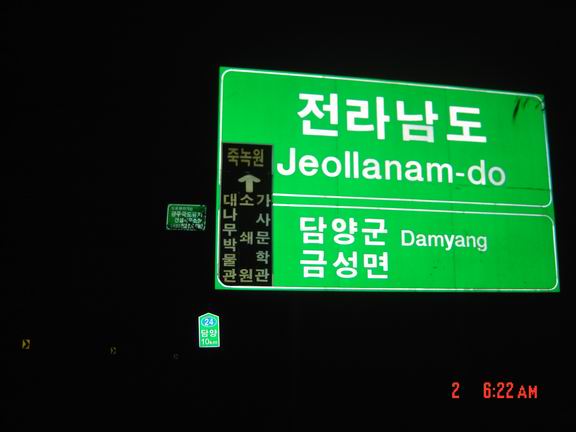 전라남도
Jeollanam-do
담양군 Damyang
금성면
죽녹원
대나무박물관
소쇄원
가사문학관
24
담양
10km
2 6:22 AM